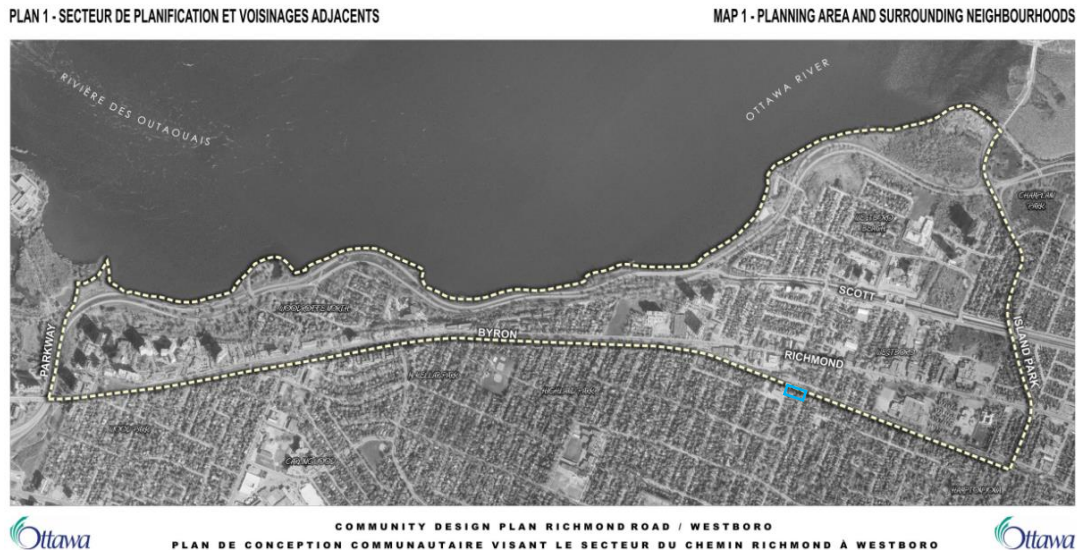 PLAN 1 - SECTEUR DE PLANIFICATION ET VOISINAGES ADJACENTS
MAP 1 - PLANNING AREA AND SURROUNDING NEIGHBOURHOODS
RIVIÈRE DES OUTAOUAIS
OTTAWA RIVER
CHAMPLAIN
PARK
SCOTT
ISLAND PARK
BYRON
PARKWAY
RICHMOND
Ottawa
COMMUNITY DESIGN PLAN RICHMOND ROAD / WESTBORO
PLAN DE CONCEPTION COMMUNAUTAIRE VISANT LE SECTEUR DU CHEMIN RICHMOND À WESTBORO
Ottawa